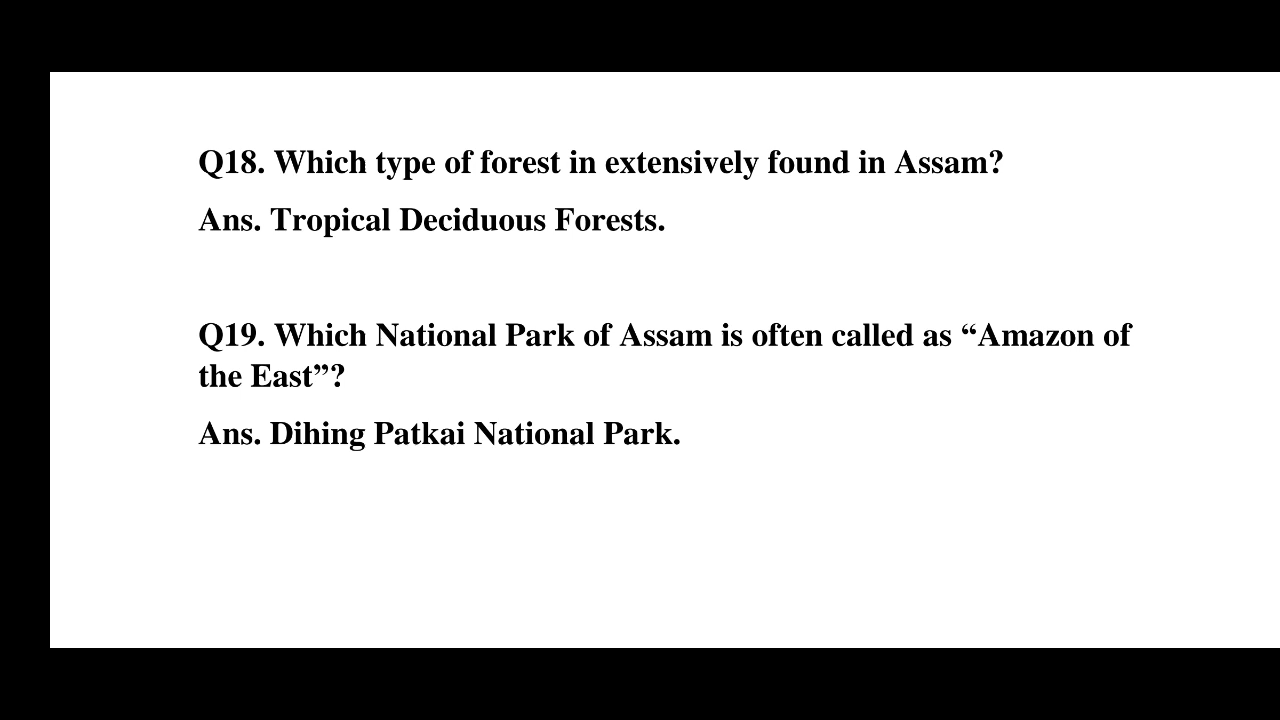 Q18. Which type of forest in extensively found in Assam?
Ans. Tropical Deciduous Forests.
Q19. Which National Park of Assam is often called as “Amazon of
the East”?
Ans. Dihing Patkai National Park.